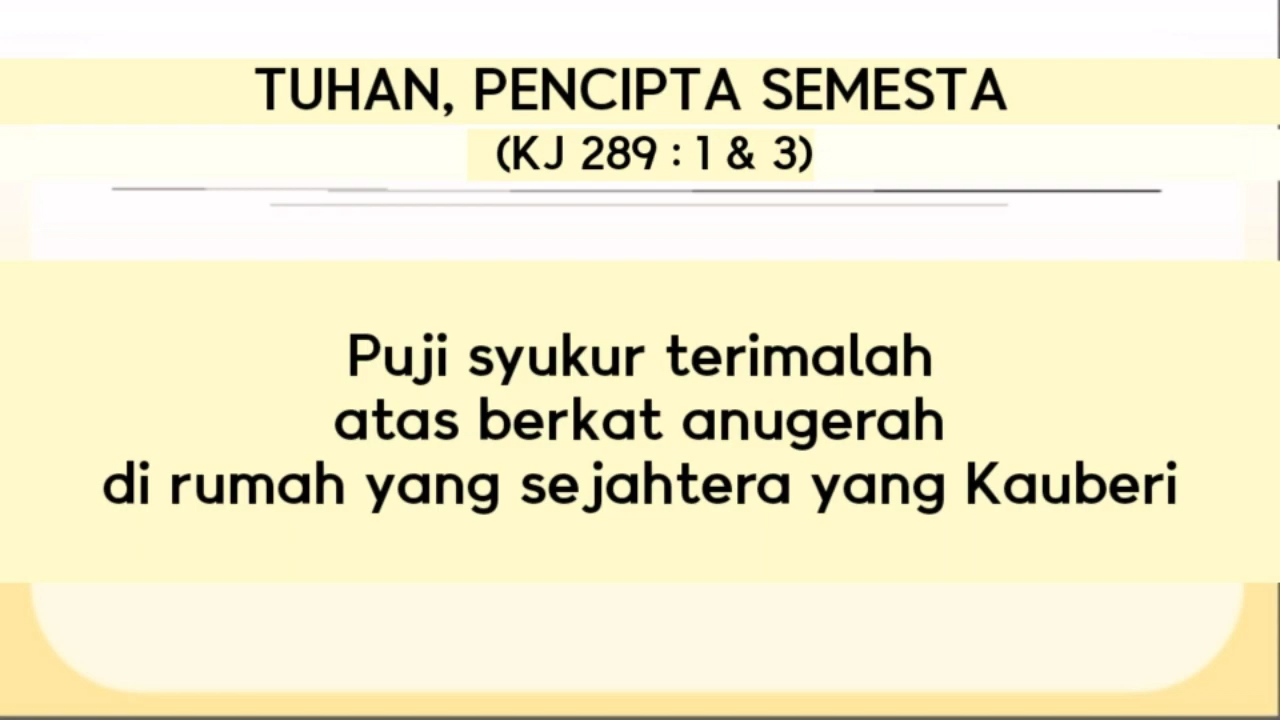 TUHAN, PENCIPTA SEMESTA
(KJ 289 : 1 & 3)
Puji syukur terimalah
atas berkat anugerah
di rumah yang sejahtera yang Kauberi